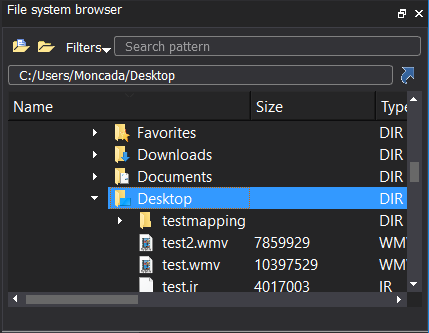 File system browser
Filters
Search pattern
C:/Users/Moncada/Desktop
Name Size Type
Favorites DIR
Downloads DIR
Documents DIR
Desktop DIR
testmapping DIR
test2.wmv 7859929 WMV
test.wmv 10397529 WMV
test.ir 4017003 IR